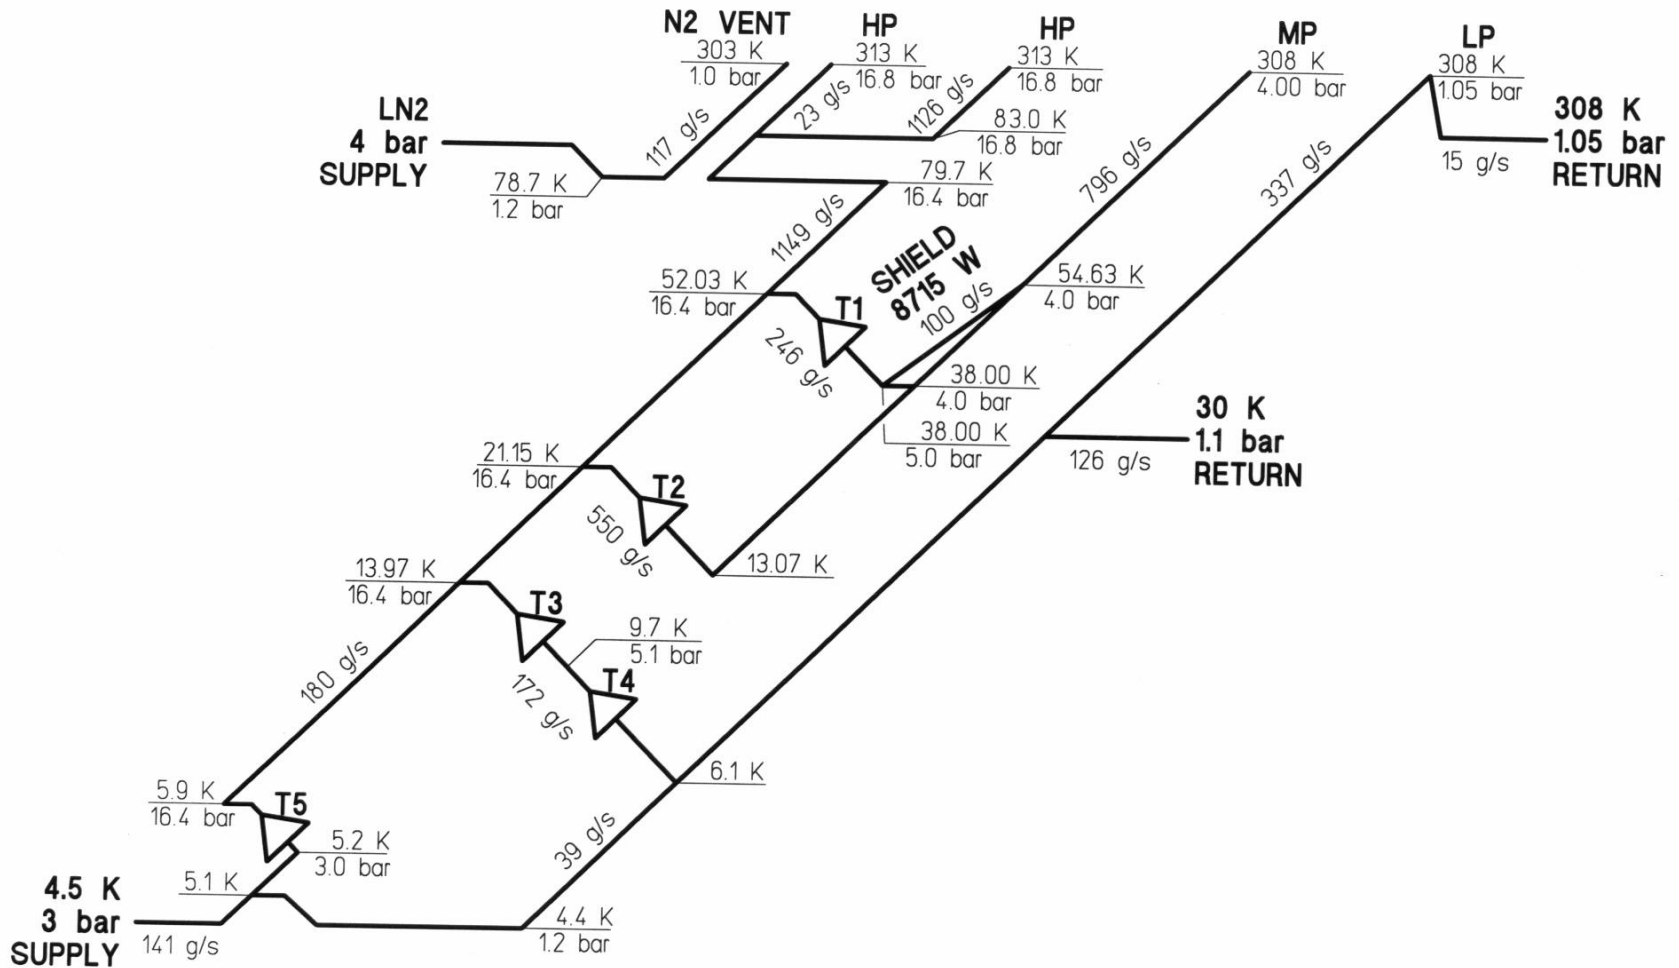 N2 VENT
HP
HP
MP
LP
303 K
1.0 bar
313 K
16.8 bar
313 K
16.8 bar
308 K
4.00 bar
308 K
1.05 bar
LN2
4 bar
SUPPLY
117 g/s
23 g/s
1126 g/s
83.0 K
16.8 bar
796 g/s
337 g/s
308 K
1.05 bar
RETURN
15 g/s
78.7 K
1.2 bar
79.7 K
16.4 bar
1149 g/s
SHIELD
8715 W
100 g/s
52.03 K
16.4 bar
T1
246 g/s
54.63 K
4.0 bar
38.00 K
4.0 bar
38.00 K
5.0 bar
30 K
1.1 bar
RETURN
126 g/s
21.15 K
16.4 bar
T2
550 g/s
13.07 K
13.97 K
16.4 bar
T3
9.7 K
5.1 bar
T4
172 g/s
180 g/s
6.1 K
5.9 K
16.4 bar
T5
5.2 K
3.0 bar
39 g/s
5.1 K
4.5 K
3 bar
SUPPLY
141 g/s
4.4 K
1.2 bar